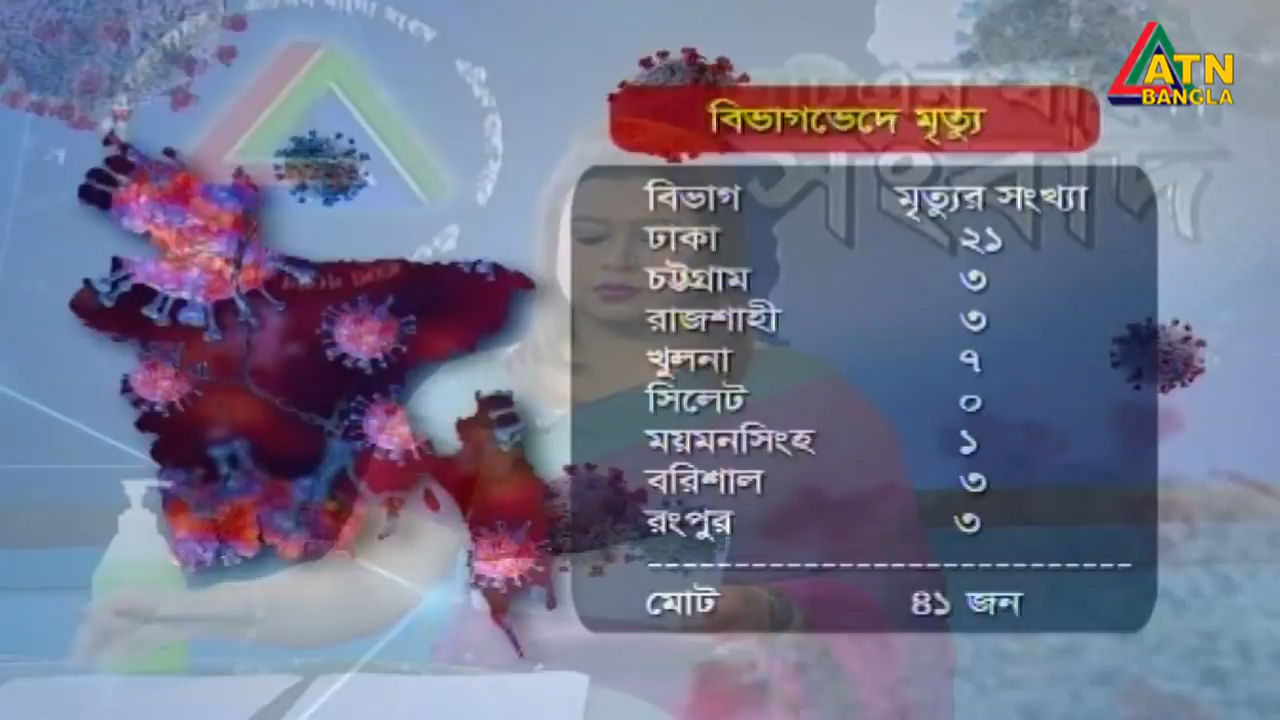 ATN
BANGLA
বিভাগভেদে মৃত্যু
বিভাগ মৃত্যুর সংখ্যা
ঢাকা ২১
চট্টগ্রাম ৩
রাজশাহী ৩
খুলনা ৭
সিলেট ০
ময়মনসিংহ ১
বরিশাল ৩
রংপুর ৩
মোট ৪১ জন
সংবাদ